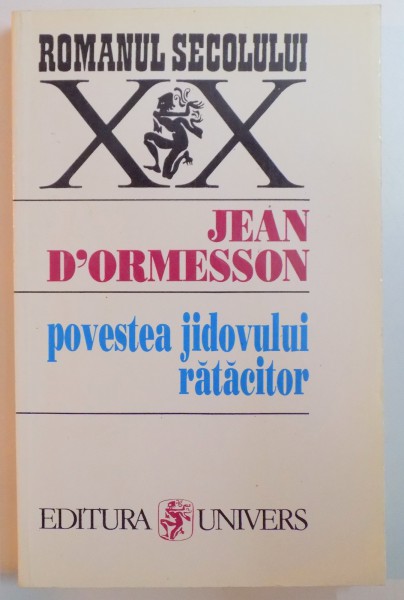 ROMANUL SECOLULUI
XX
JEAN
D'ORMESSON
povestea jidovului
rătăcitor
EDITURA UNIVERS